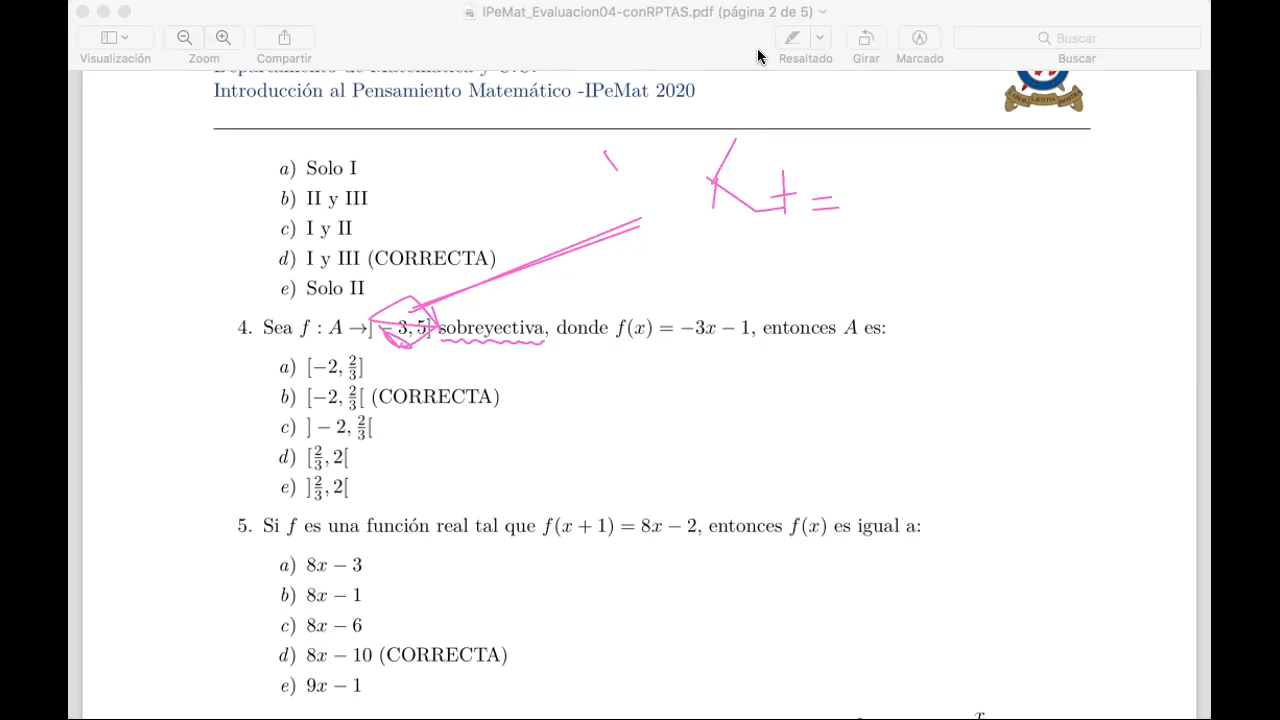 IPeMat_Evaluacion04-conRPTAS.pdf (página 2 de 5)
Visualización Zoom Compartir Resaltado Girar Marcado Buscar Buscar
Departamento de Matemática y C.C.
Introducción al Pensamiento Matemático -IPeMat 2020
a) Solo I
b) II y III
c) I y II
d) I y III (CORRECTA)
e) Solo II
4. Sea f : A →] − 3, 5] sobreyectiva, donde f(x) = −3x − 1, entonces A es:
a) [−2, 2/3]
b) [−2, 2/3[ (CORRECTA)
c) ] − 2, 2/3[
d) [2/3, 2[
e) ]2/3, 2[
5. Si f es una función real tal que f(x + 1) = 8x − 2, entonces f(x) es igual a:
a) 8x − 3
b) 8x − 1
c) 8x − 6
d) 8x − 10 (CORRECTA)
e) 9x − 1